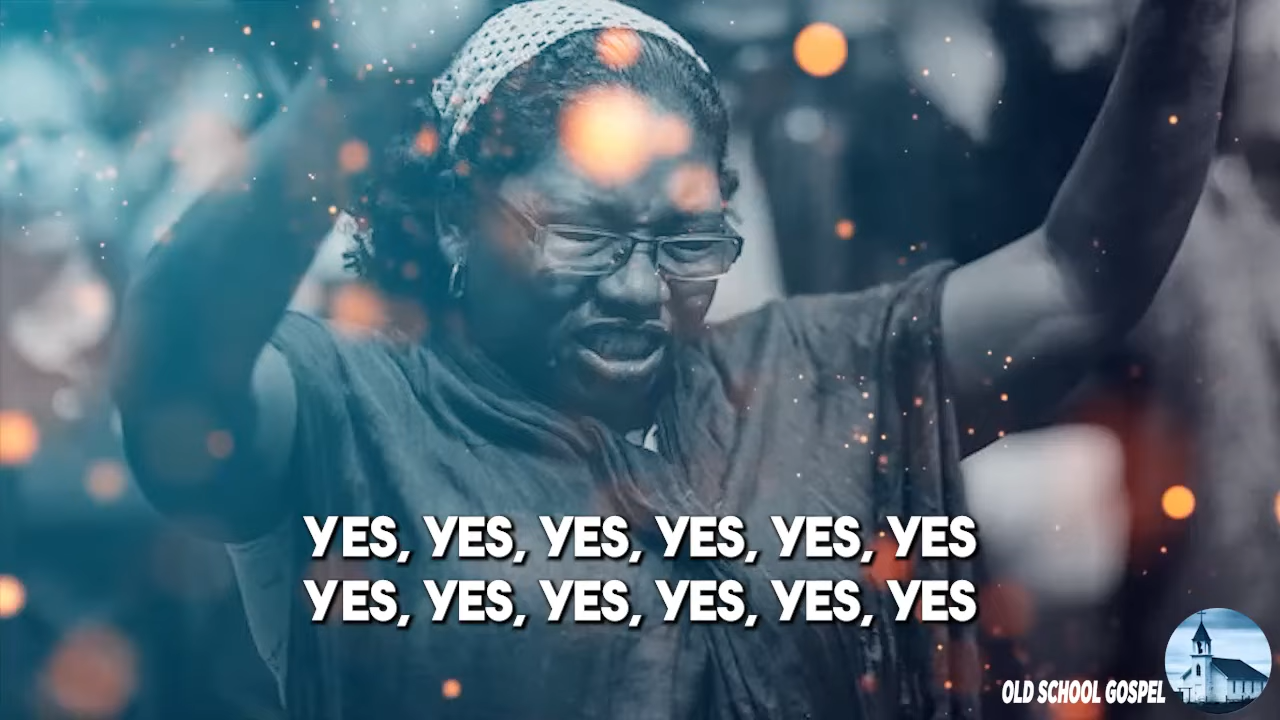 YES, YES, YES, YES, YES, YES
YES, YES, YES, YES, YES, YES
OLD SCHOOL GOSPEL